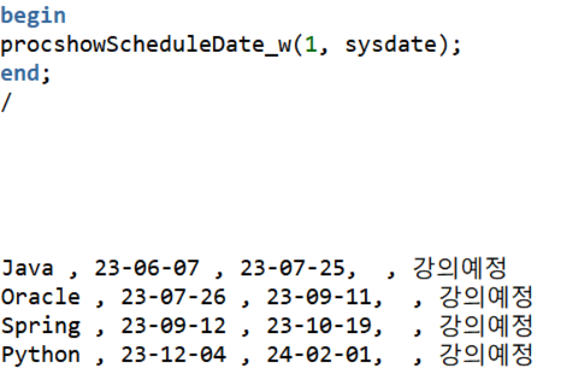 begin
procshowScheduleDate_w(1, sysdate);
end;
/
Java , 23-06-07 , 23-07-25,  , 강의예정
Oracle , 23-07-26 , 23-09-11,  , 강의예정
Spring , 23-09-12 , 23-10-19,  , 강의예정
Python , 23-12-04 , 24-02-01,  , 강의예정